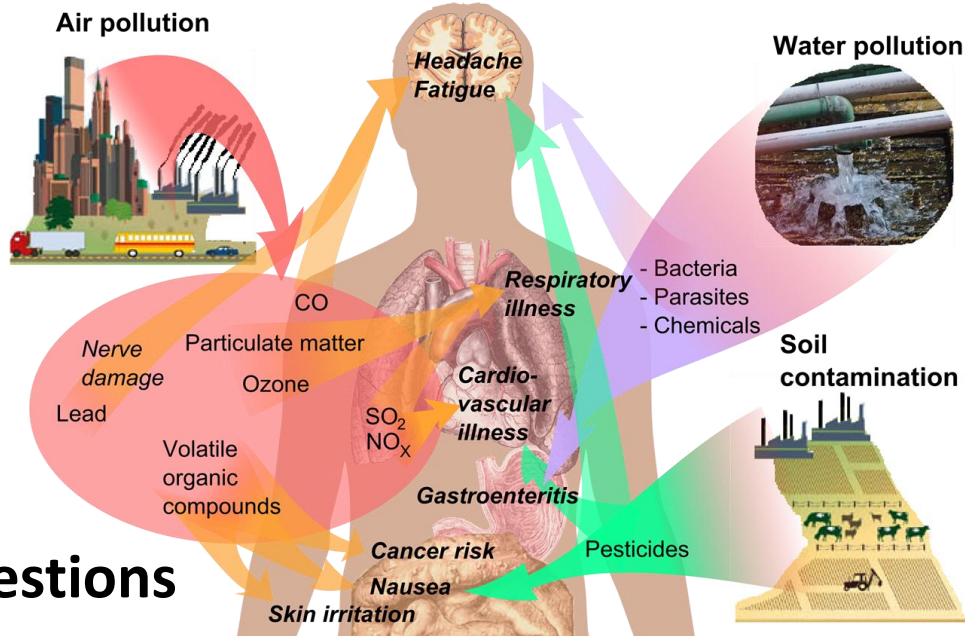 Air pollution
Water pollution
Headache
Fatigue
Respiratory
illness
- Bacteria
- Parasites
- Chemicals
CO
Particulate matter
Nerve
damage
Ozone
Lead
Cardio-
vascular
illness
SO2
NOX
Soil
contamination
Volatile
organic
compounds
Gastroenteritis
Pesticides
Cancer risk
Nausea
Skin irritation
estions